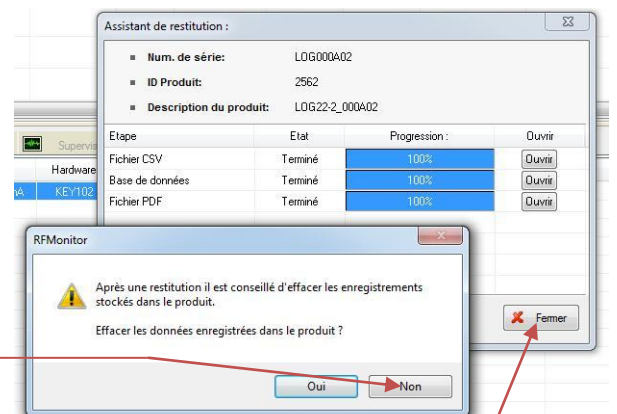 Assistant de restitution :
Num. de série: LOG000A02
ID Produit: 2562
Description du produit: LOG22-2_000A02
Etape Etat Progression : Ouvrir
Fichier CSV Terminé 100% Ouvrir
Base de données Terminé 100% Ouvrir
Fichier PDF Terminé 100% Ouvrir
Hardware
KEY102
RFMonitor
Après une restitution il est conseillé d'effacer les enregistrements
stockés dans le produit.
Effacer les données enregistrées dans le produit ?
Fermer
Oui Non